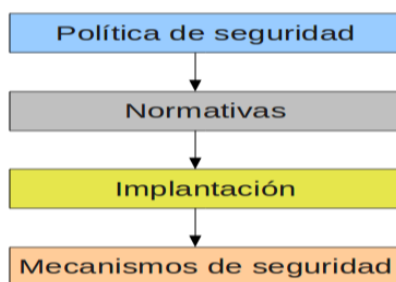 Política de seguridad
Normativas
Implantación
Mecanismos de seguridad